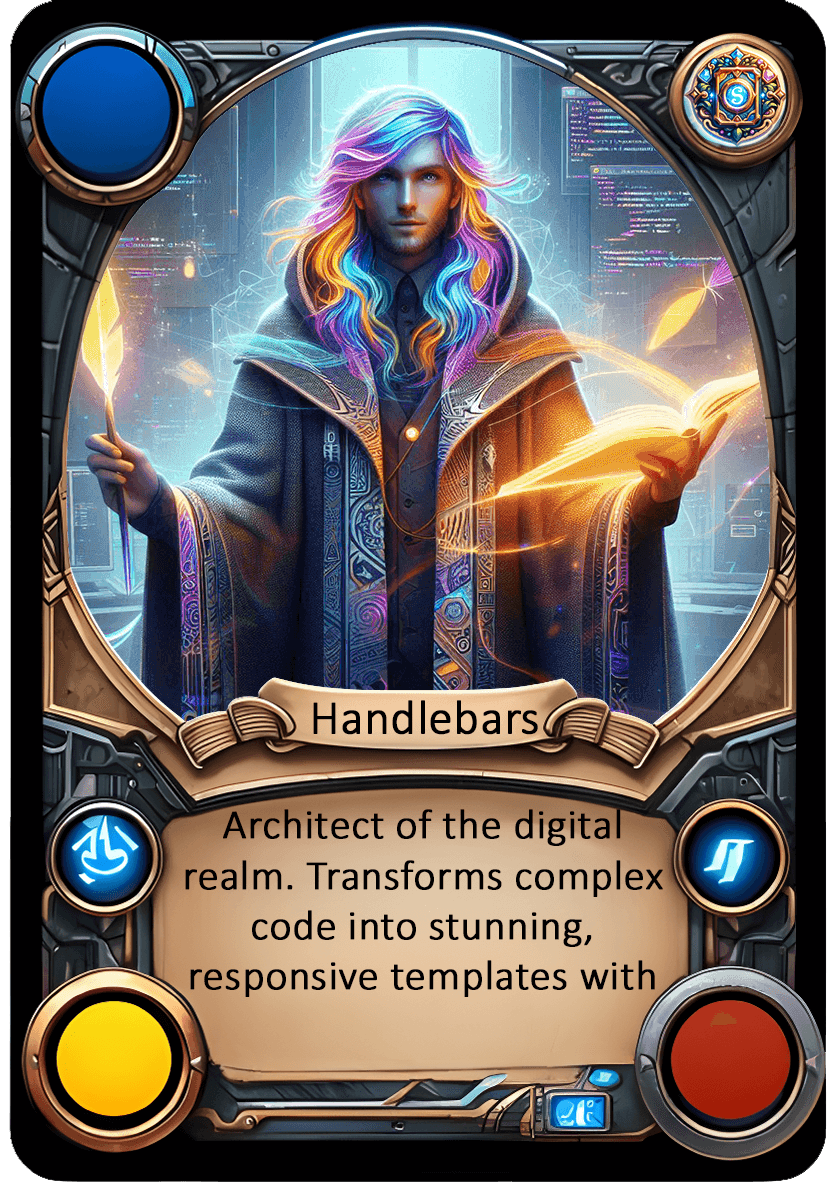 Handlebars
Architect of the digital
realm. Transforms complex
code into stunning,
responsive templates with